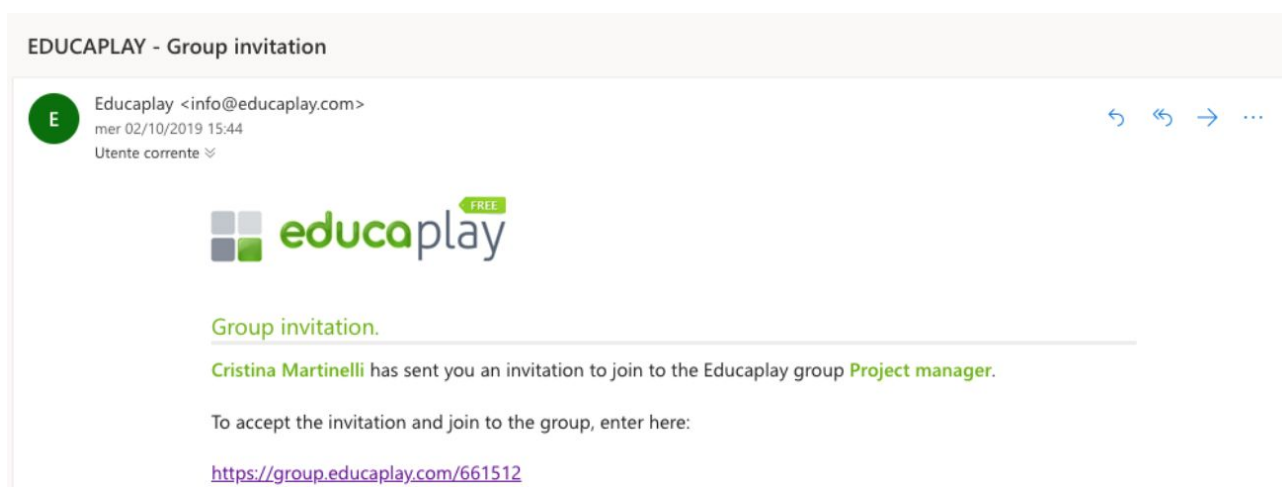 EDUCAPLAY - Group invitation
E
Educaplay <info@educaplay.com>
mer 02/10/2019 15:44
Utente corrente
FREE
educaplay
Group invitation.
Cristina Martinelli has sent you an invitation to join to the Educaplay group Project manager.
To accept the invitation and join to the group, enter here:
https://group.educaplay.com/661512